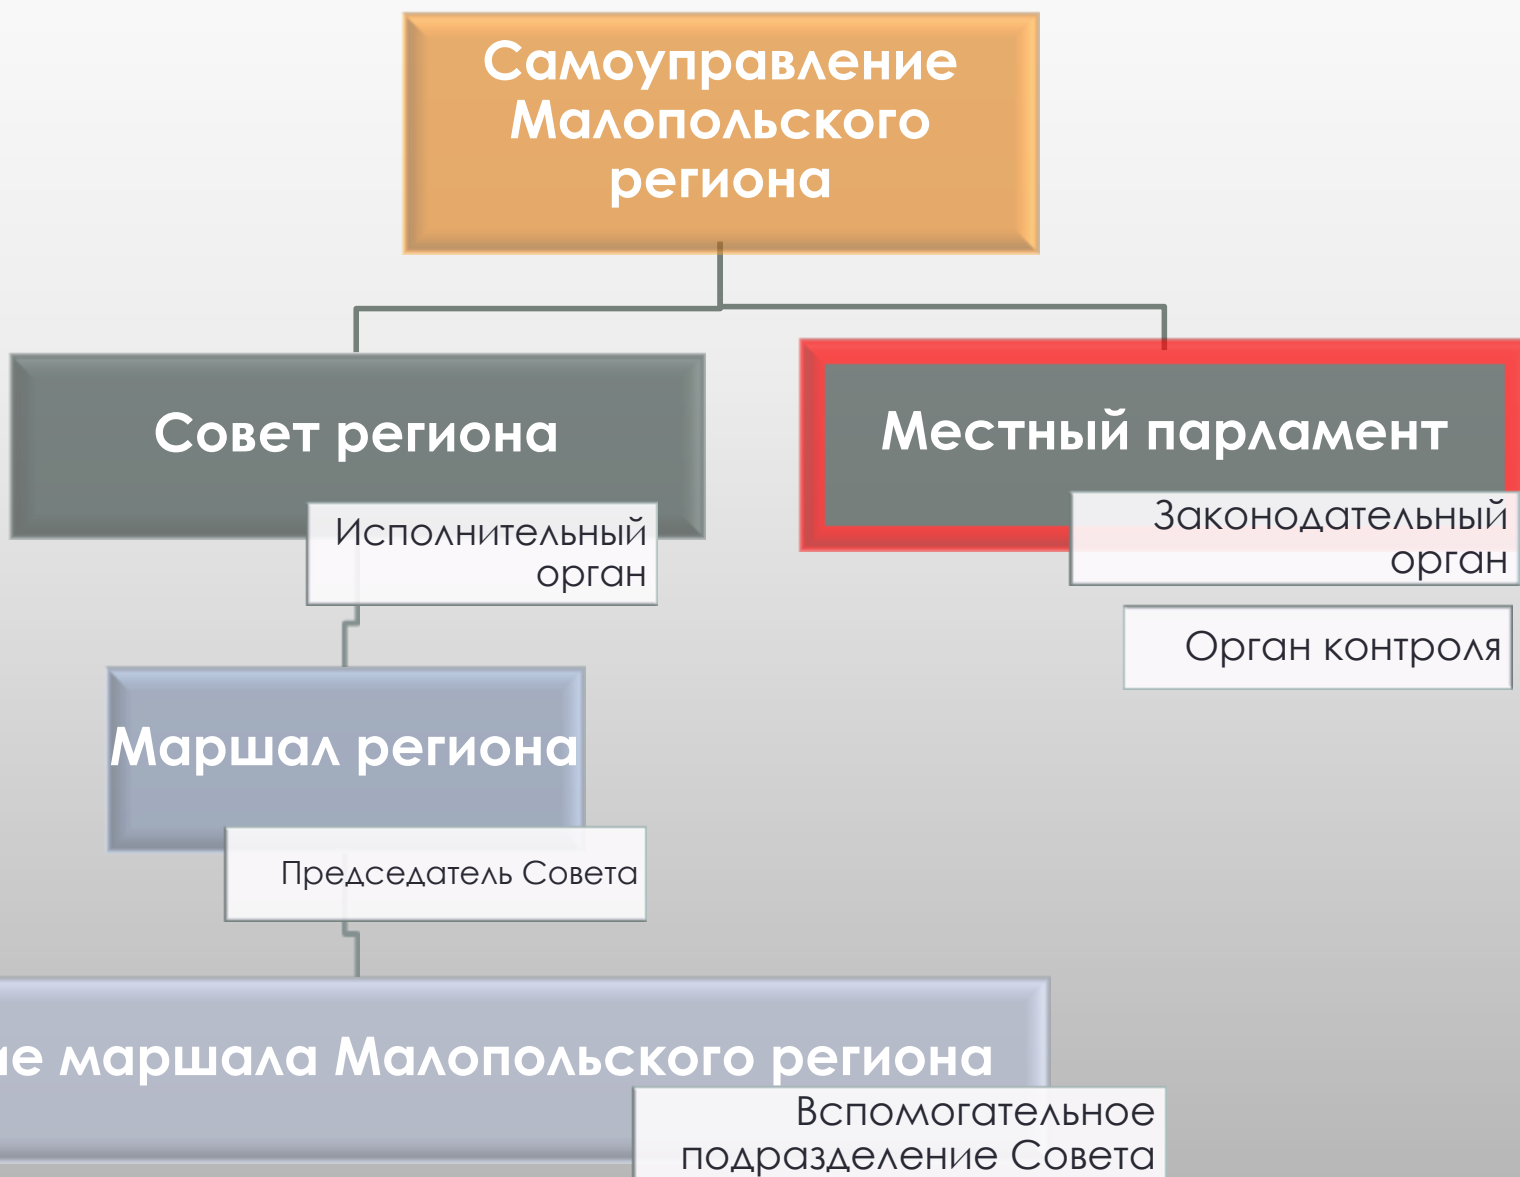 Самоуправление
Малопольского
региона
Совет региона
Исполнительный
орган
Местный парламент
Законодательный
орган
Орган контроля
Маршал региона
Председатель Совета
маршала Малопольского региона
Вспомогательное
подразделение Совета